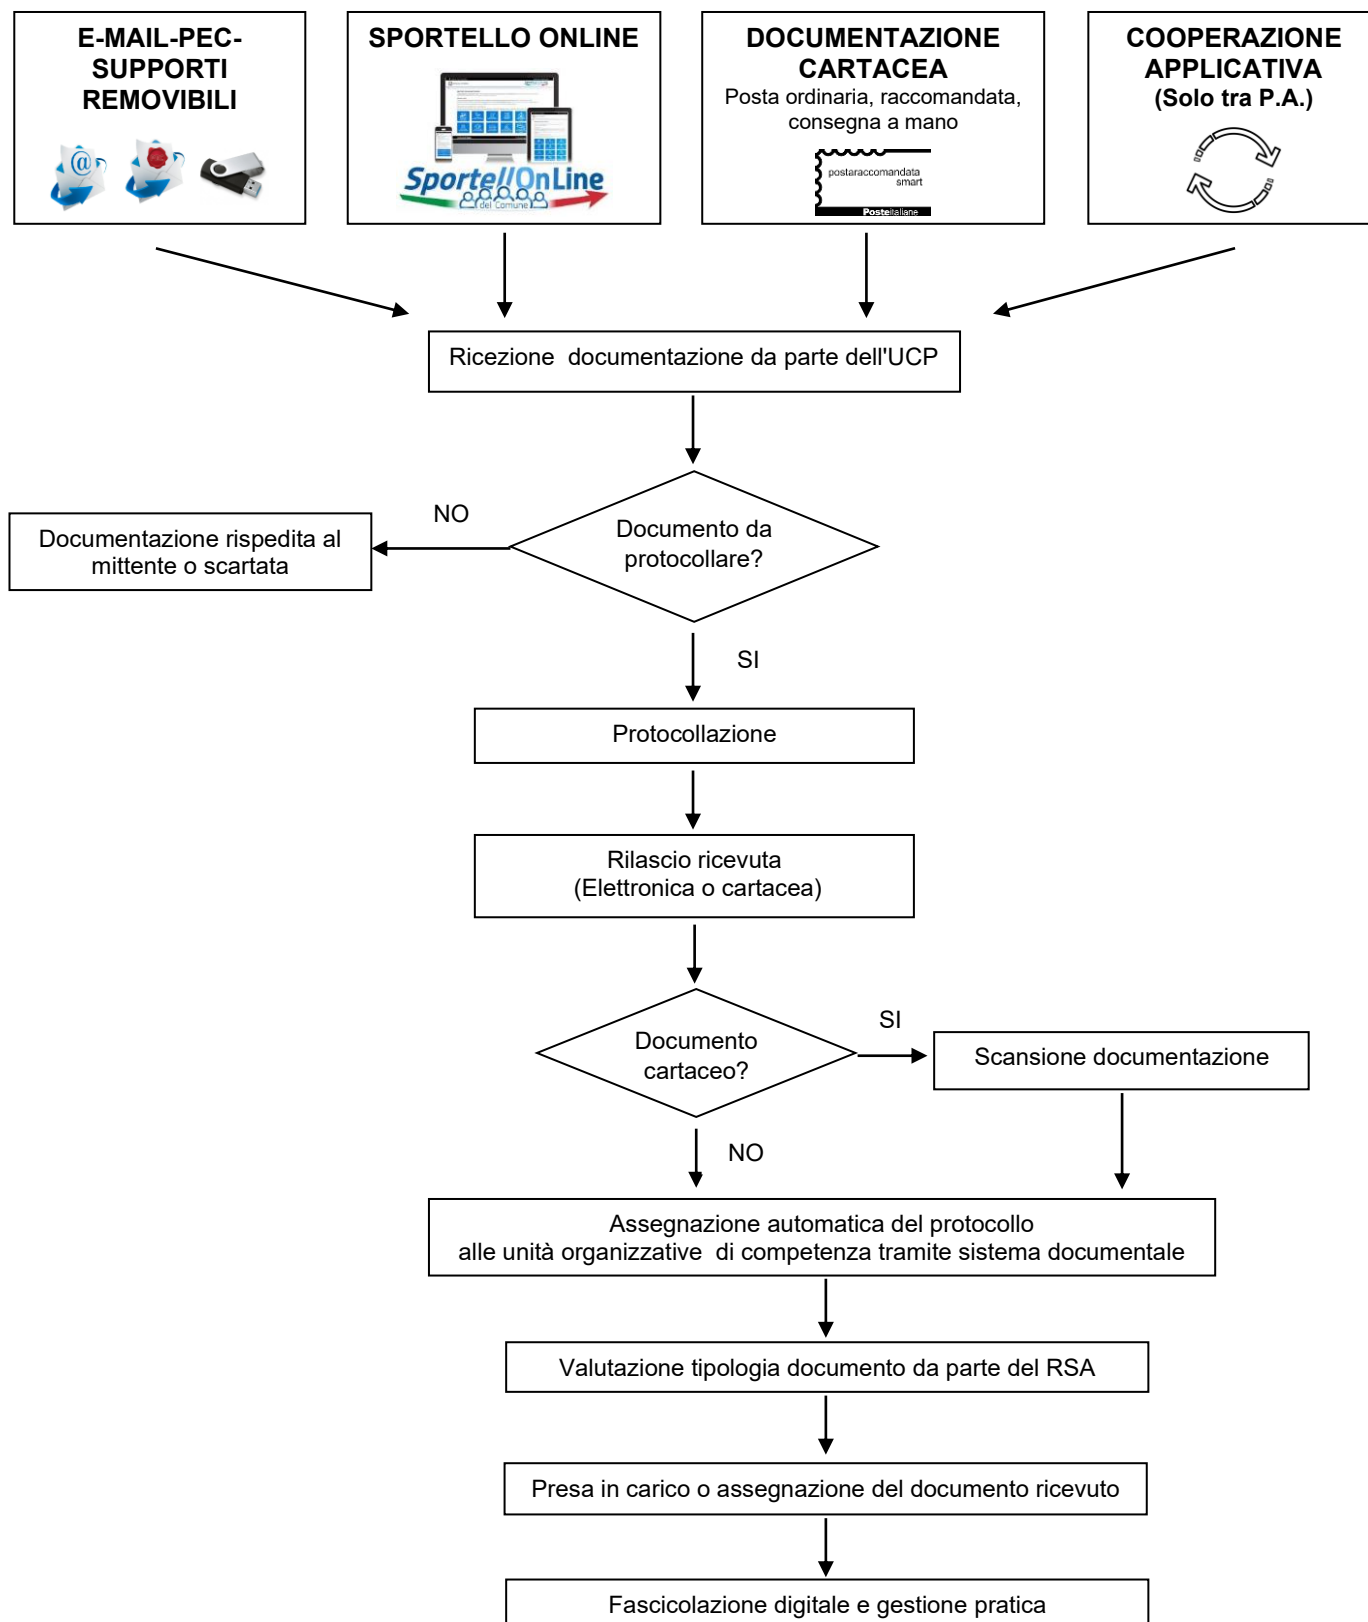 E-MAIL-PEC-
SUPPORTI
REMOVIBILI
@
SPORTELLO ONLINE
SportellOnLine
del Comune
DOCUMENTAZIONE
CARTACEA
Posta ordinaria, raccomandata,
consegna a mano
postaraccomandata
smart
Posteitaliane
COOPERAZIONE
APPLICATIVA
(Solo tra P.A.)
Ricezione documentazione da parte dell'UCP
Documento da
protocollare?
NO
Documentazione rispedita al
mittente o scartata
SI
Protocollazione
Rilascio ricevuta
(Elettronica o cartacea)
Documento
cartaceo?
SI
Scansione documentazione
NO
Assegnazione automatica del protocollo
alle unità organizzative di competenza tramite sistema documentale
Valutazione tipologia documento da parte del RSA
Presa in carico o assegnazione del documento ricevuto
Fascicolazione digitale e gestione pratica